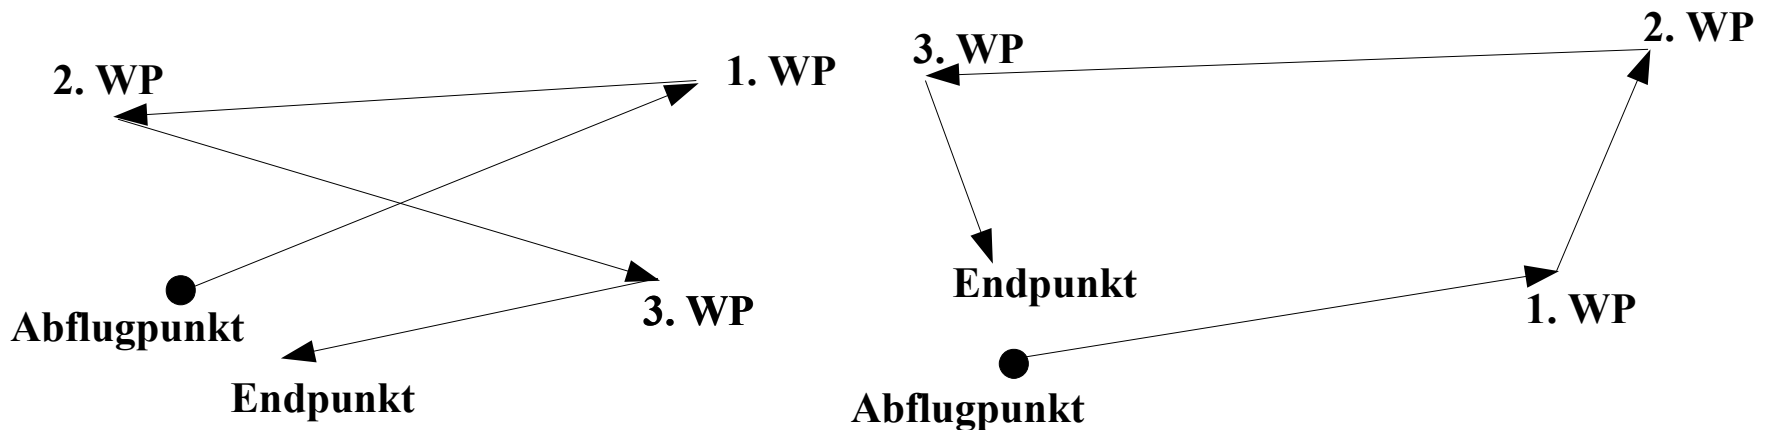 2. WP
1. WP
Abflugpunkt
3. WP
Endpunkt
3. WP
2. WP
Endpunkt
1. WP
Abflugpunkt